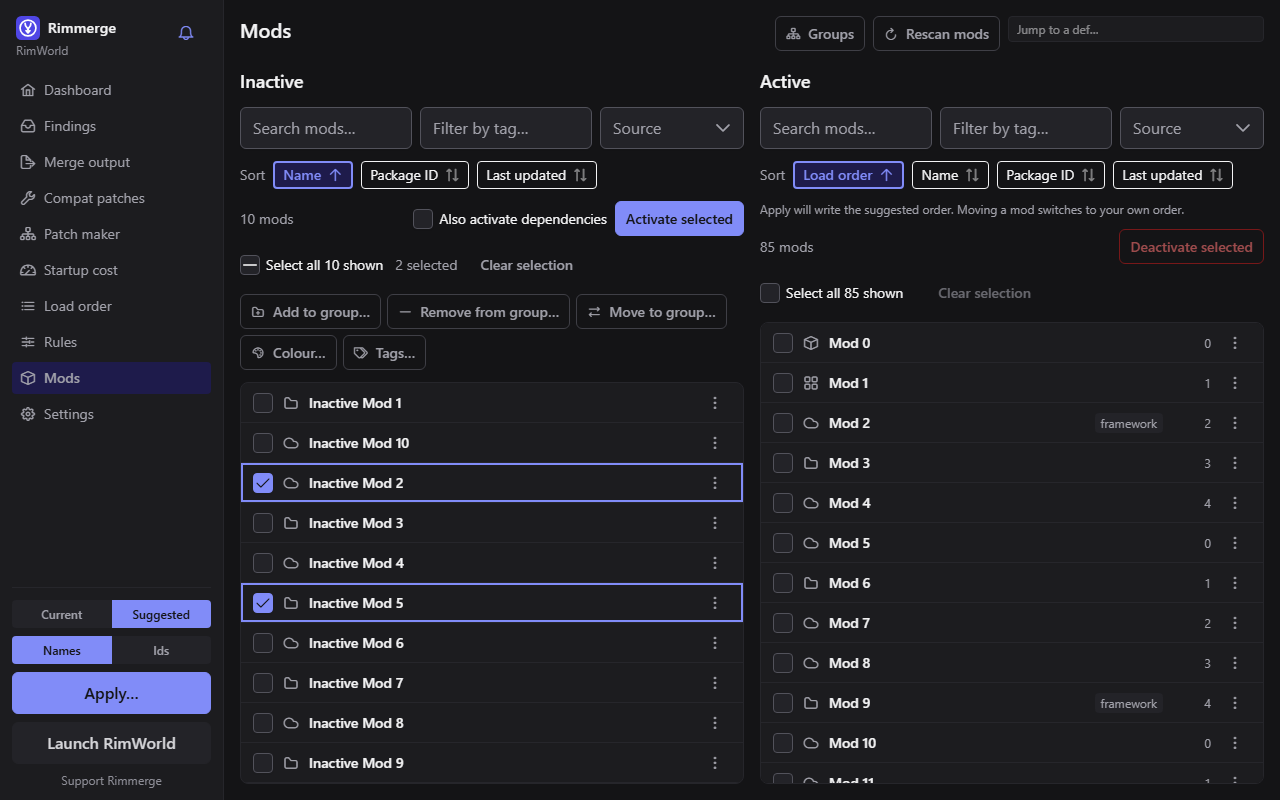 Rimmerge
RimWorld
Dashboard
Findings
Merge output
Compat patches
Patch maker
Startup cost
Load order
Rules
Mods
Settings
Current
Suggested
Names
Ids
Apply...
Launch RimWorld
Support Rimmerge
Mods
Groups
Rescan mods
Jump to a def...
Inactive
Search mods...
Filter by tag...
Source
Sort
Name
Package ID
Last updated
10 mods
Also activate dependencies
Activate selected
Select all 10 shown
2 selected
Clear selection
Add to group...
Remove from group...
Move to group...
Colour...
Tags...
Inactive Mod 1
Inactive Mod 10
Inactive Mod 2
Inactive Mod 3
Inactive Mod 4
Inactive Mod 5
Inactive Mod 6
Inactive Mod 7
Inactive Mod 8
Inactive Mod 9
Active
Search mods...
Filter by tag...
Source
Sort
Load order
Name
Package ID
Last updated
Apply will write the suggested order. Moving a mod switches to your own order.
85 mods
Deactivate selected
Select all 85 shown
Clear selection
Mod 0 0
Mod 1 1
Mod 2 framework 2
Mod 3 3
Mod 4 4
Mod 5 0
Mod 6 1
Mod 7 2
Mod 8 3
Mod 9 framework 4
Mod 10 0
Mod 11 1